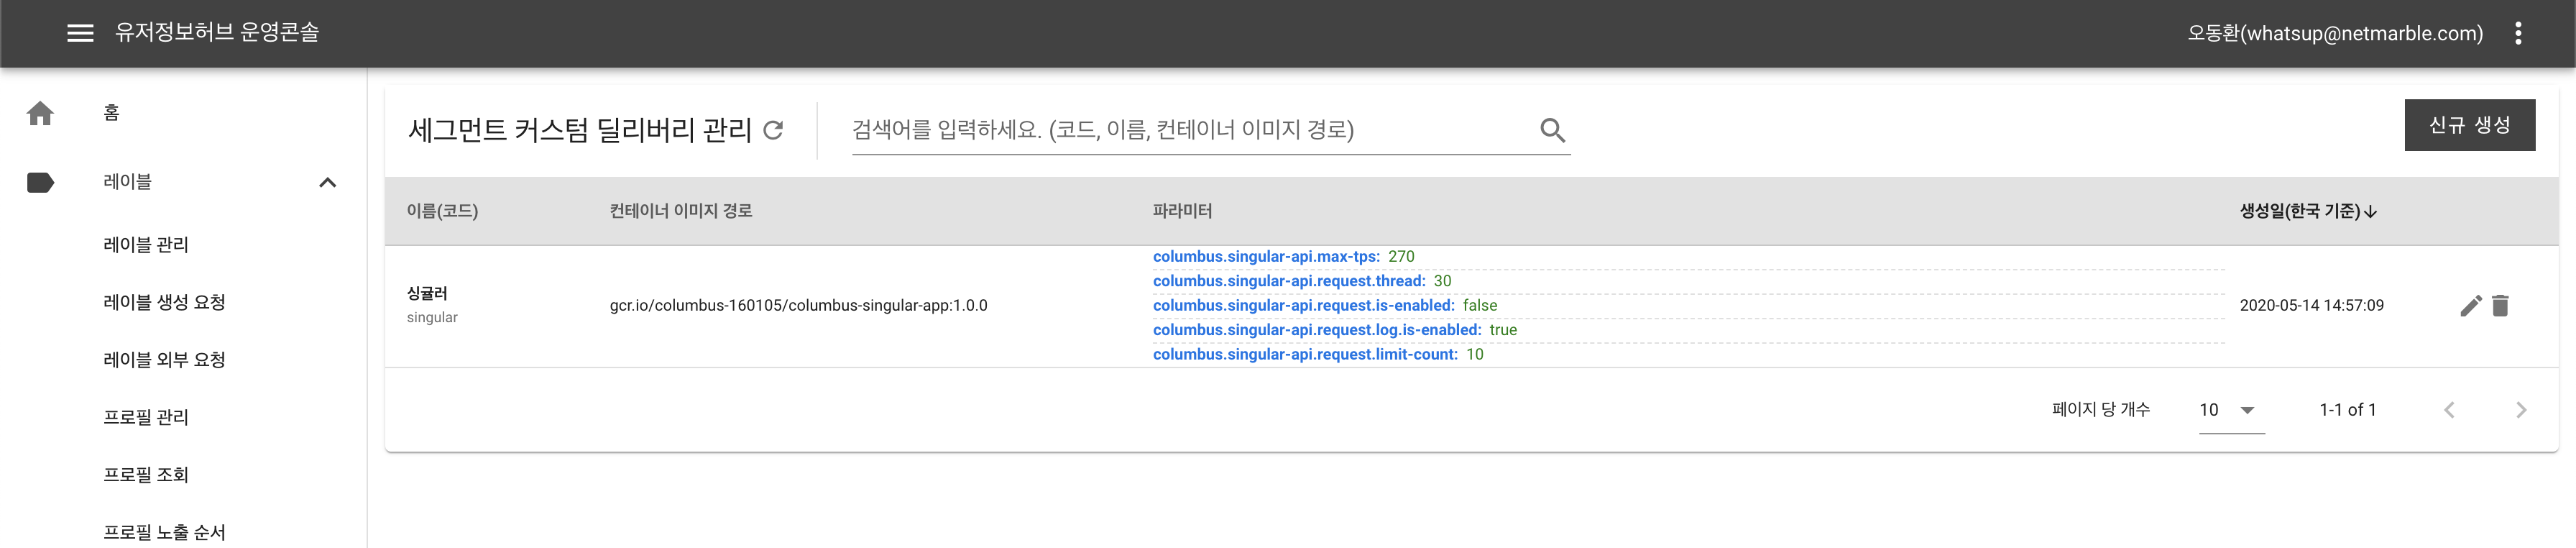 유저정보허브 운영콘솔
오동환(whatsup@netmarble.com)
홈
레이블
레이블 관리
레이블 생성 요청
레이블 외부 요청
프로필 관리
프로필 조회
프로필 노출 순서
세그먼트 커스텀 딜리버리 관리
검색어를 입력하세요. (코드, 이름, 컨테이너 이미지 경로)
신규 생성
이름(코드) 컨테이너 이미지 경로 파라미터 생성일(한국 기준)
싱귤러
singular
gcr.io/columbus-160105/columbus-singular-app:1.0.0
columbus.singular-api.max-tps: 270
columbus.singular-api.request.thread: 30
columbus.singular-api.request.is-enabled: false
columbus.singular-api.request.log.is-enabled: true
columbus.singular-api.request.limit-count: 10
2020-05-14 14:57:09
페이지 당 개수 10 1-1 of 1